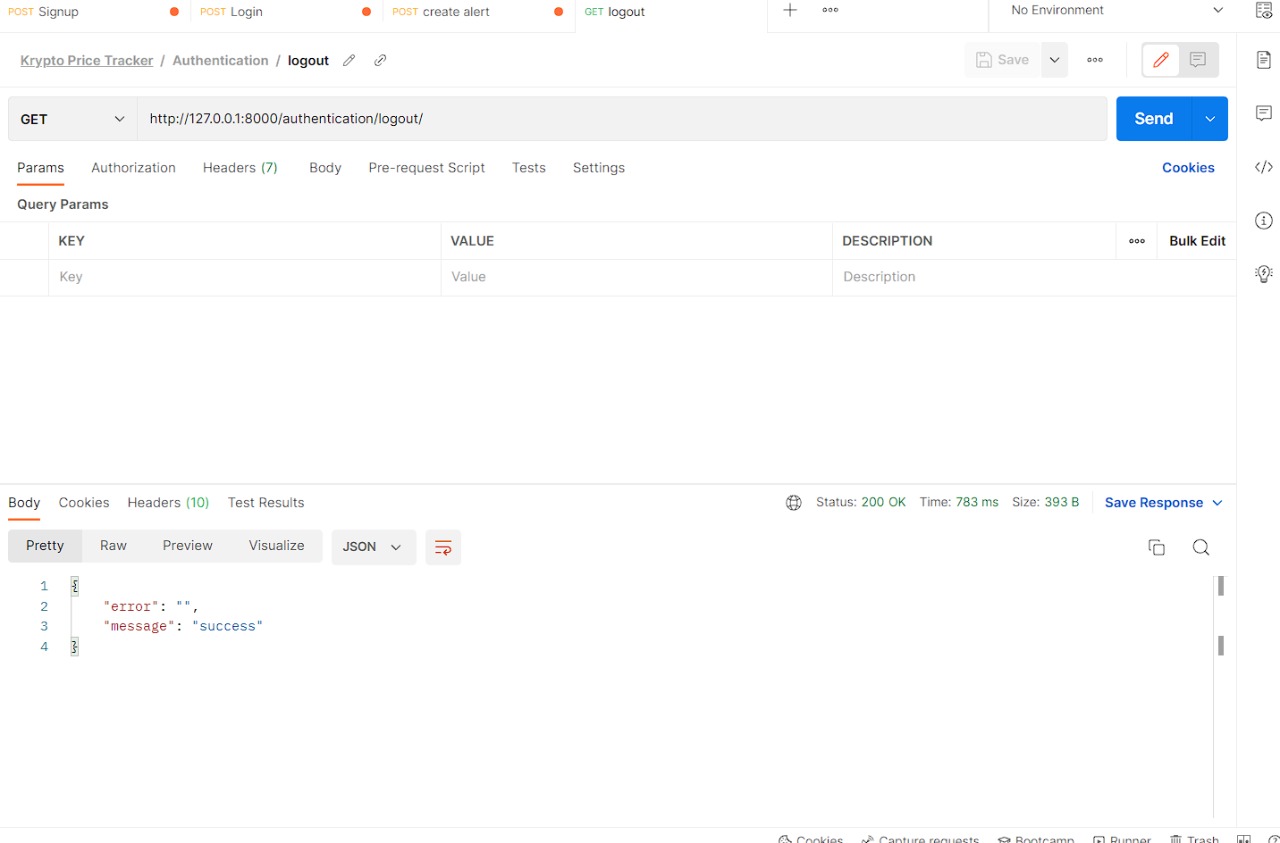 POST Signup POST Login POST create alert GET logout No Environment
Krypto Price Tracker / Authentication / logout Save
GET http://127.0.0.1:8000/authentication/logout/ Send
Params Authorization Headers (7) Body Pre-request Script Tests Settings Cookies
Query Params
KEY VALUE DESCRIPTION Bulk Edit
Key Value Description
Body Cookies Headers (10) Test Results Status: 200 OK Time: 783 ms Size: 393 B Save Response
Pretty Raw Preview Visualize JSON
1 {
2 "error": "",
3 "message": "success"
4 }
Cookies Capture requests Bootcamp Runner Trash